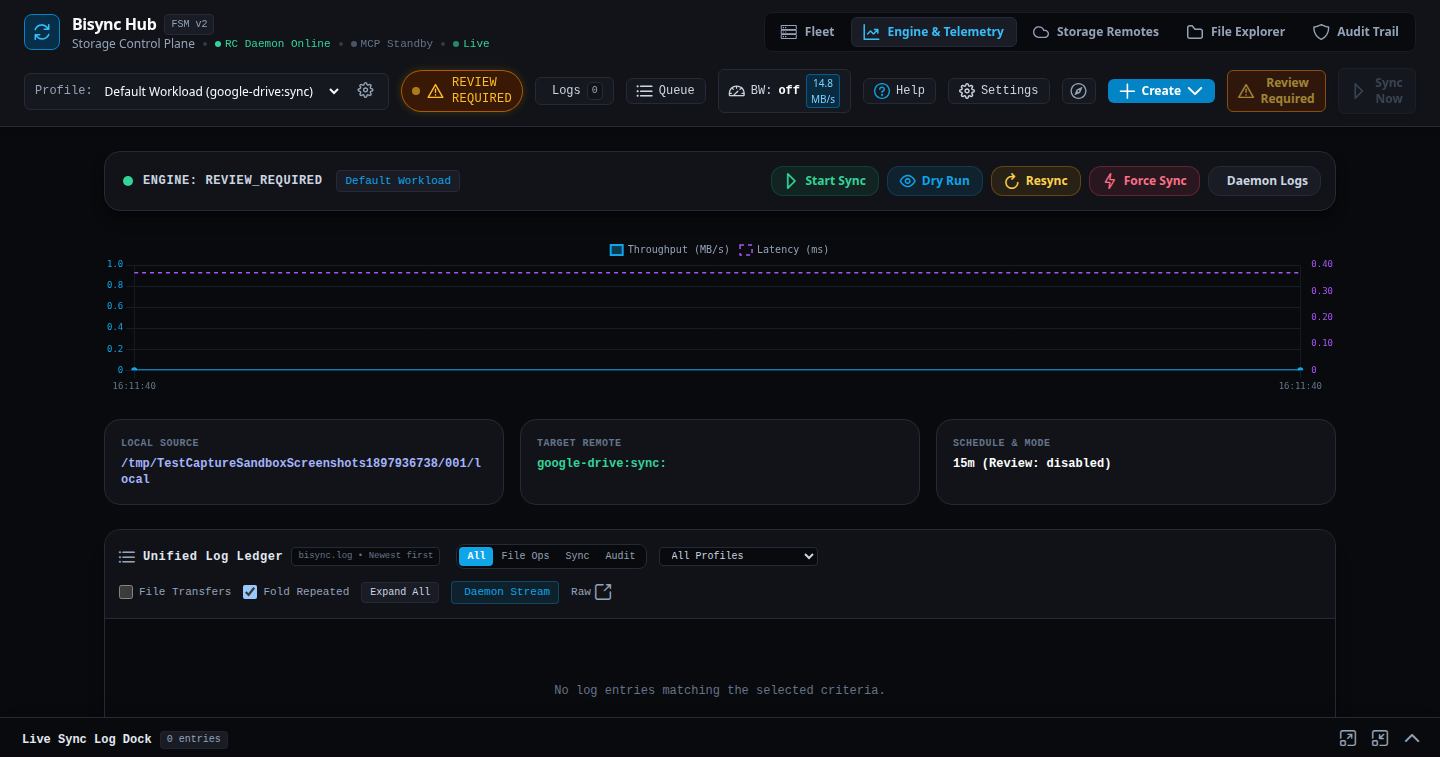 Bisync Hub FSM v2
Storage Control Plane • RC Daemon Online • MCP Standby • Live
Fleet Engine & Telemetry Storage Remotes File Explorer Audit Trail
Profile: Default Workload (google-drive:sync)
REVIEW
REQUIRED
Logs 0
Queue
BW: off 14.8
MB/s
Help
Settings
Create
Review
Required
Sync
Now
ENGINE: REVIEW_REQUIRED Default Workload
Start Sync Dry Run Resync Force Sync Daemon Logs
Throughput (MB/s) Latency (ms)
1.0 0.40
0.8 0.30
0.6
0.20
0.4
0.10
0.2
0 0
16:11:40 16:11:40
LOCAL SOURCE
/tmp/TestCaptureSandboxScreenshots1897936738/001/l
ocal
TARGET REMOTE
google-drive:sync:
SCHEDULE & MODE
15m (Review: disabled)
Unified Log Ledger bisync.log • Newest first All File Ops Sync Audit All Profiles
File Transfers Fold Repeated Expand All Daemon Stream Raw
No log entries matching the selected criteria.
Live Sync Log Dock 0 entries